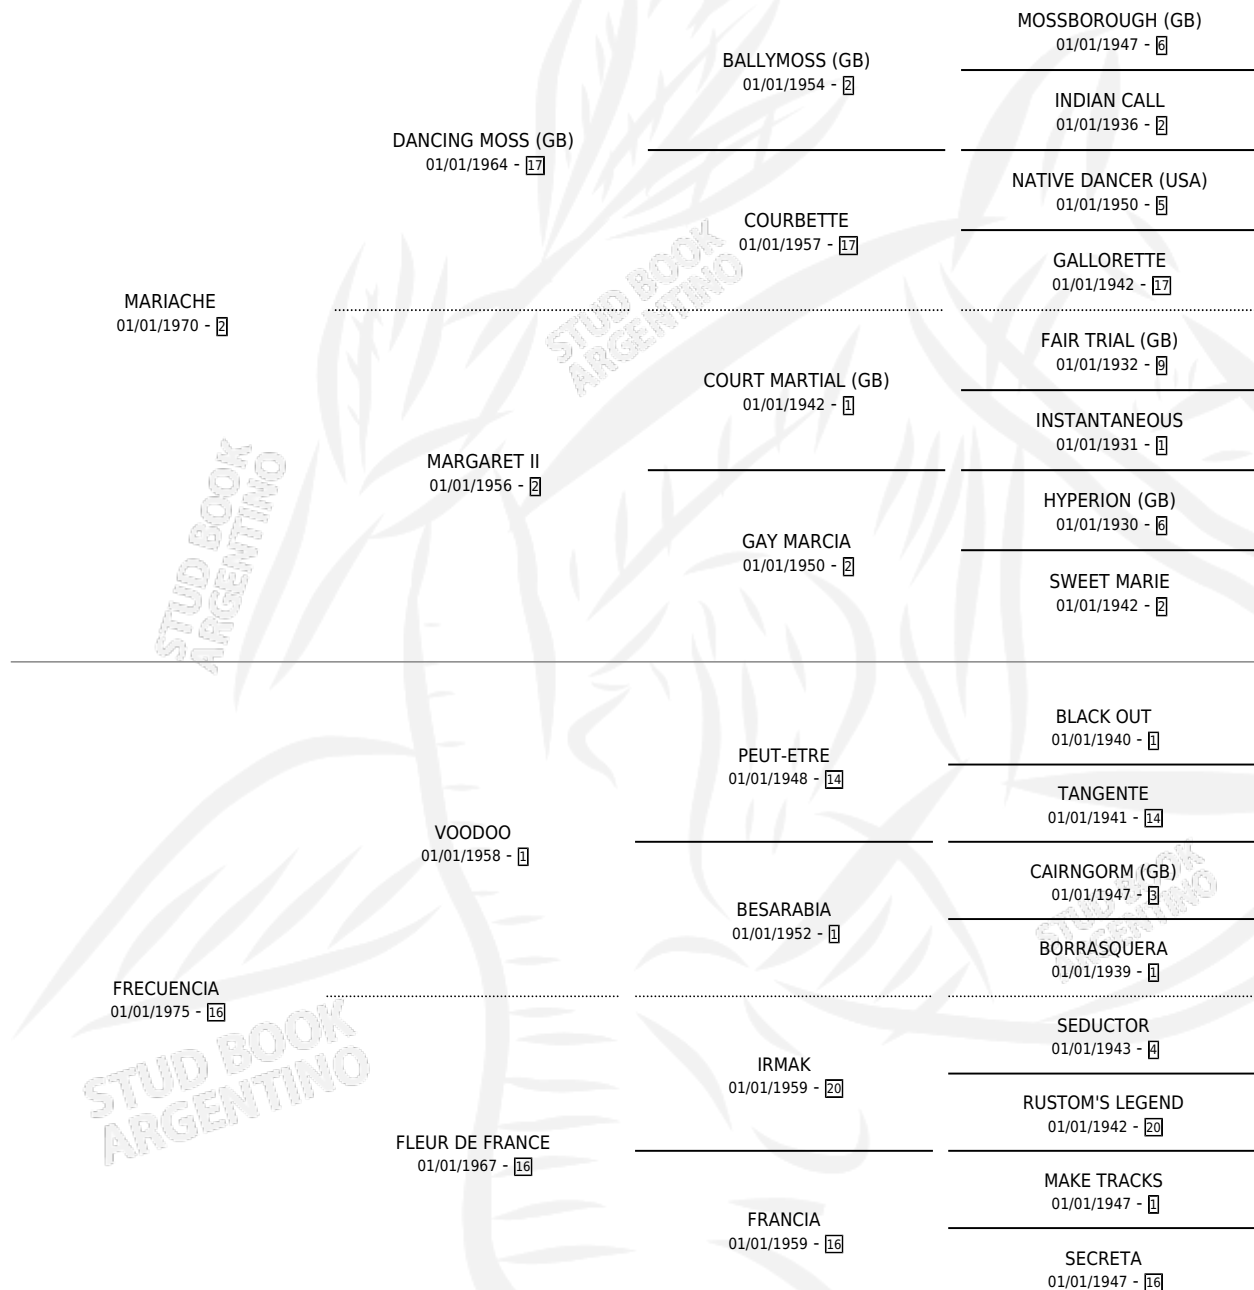 MOSSBOROUGH (GB)
01/01/1947 - 6
BALLYMOSS (GB)
01/01/1954 - 2
INDIAN CALL
01/01/1936 - 2
DANCING MOSS (GB)
01/01/1964 - 17
NATIVE DANCER (USA)
01/01/1950 - 5
COURBETTE
01/01/1957 - 17
GALLORETTE
01/01/1942 - 17
MARIACHE
01/01/1970 - 2
FAIR TRIAL (GB)
01/01/1932 - 9
COURT MARTIAL (GB)
01/01/1942 - 1
INSTANTANEOUS
01/01/1931 - 1
MARGARET II
01/01/1956 - 2
HYPERION (GB)
01/01/1930 - 6
GAY MARCIA
01/01/1950 - 2
SWEET MARIE
01/01/1942 - 2
BLACK OUT
01/01/1940 - 1
PEUT-ETRE
01/01/1948 - 14
TANGENTE
01/01/1941 - 14
VOODOO
01/01/1958 - 1
CAIRNGORM (GB)
01/01/1947 - 3
BESARABIA
01/01/1952 - 1
BORRASQUERA
01/01/1939 - 1
FRECUENCIA
01/01/1975 - 16
SEDUCTOR
01/01/1943 - 4
IRMAK
01/01/1959 - 20
RUSTOM'S LEGEND
01/01/1942 - 20
FLEUR DE FRANCE
01/01/1967 - 16
MAKE TRACKS
01/01/1947 - 1
FRANCIA
01/01/1959 - 16
SECRETA
01/01/1947 - 16
STUD BOOK
ARGENTINO
STUD BOOK
ARGENTINO
STUD BOOK
ARGENTINO
STUD BOOK
ARGENTINO